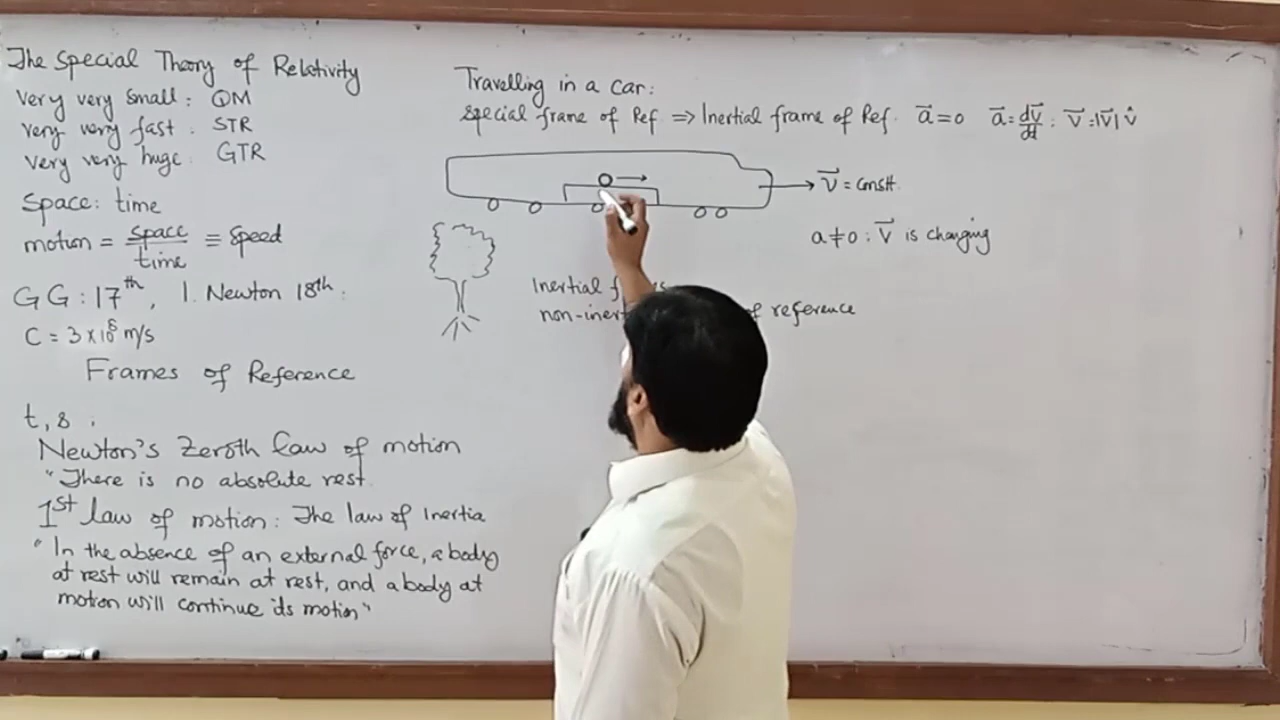 The Special Theory of Relativity
Very very small: QM
very very fast: STR
very very huge: GTR
Space: time
motion = space/time ≡ Speed
G G : 17th, I. Newton 18th:
C = 3×10⁸ m/s
Frames of Reference
t, s :
Newton's Zeroth Law of motion
"There is no absolute rest
1st law of motion: The law of Inertia
"In the absence of an external force, a body
at rest will remain at rest, and a body at
motion will continue its motion"
Travelling in a car:
special frame of Ref. ⇒ Inertial frame of Ref. a⃗=0 a⃗=dv⃗/dt : v⃗=|v⃗| v̂
v⃗ = const.
a≠0 : v⃗ is changing
Inertial
non-inert of reference